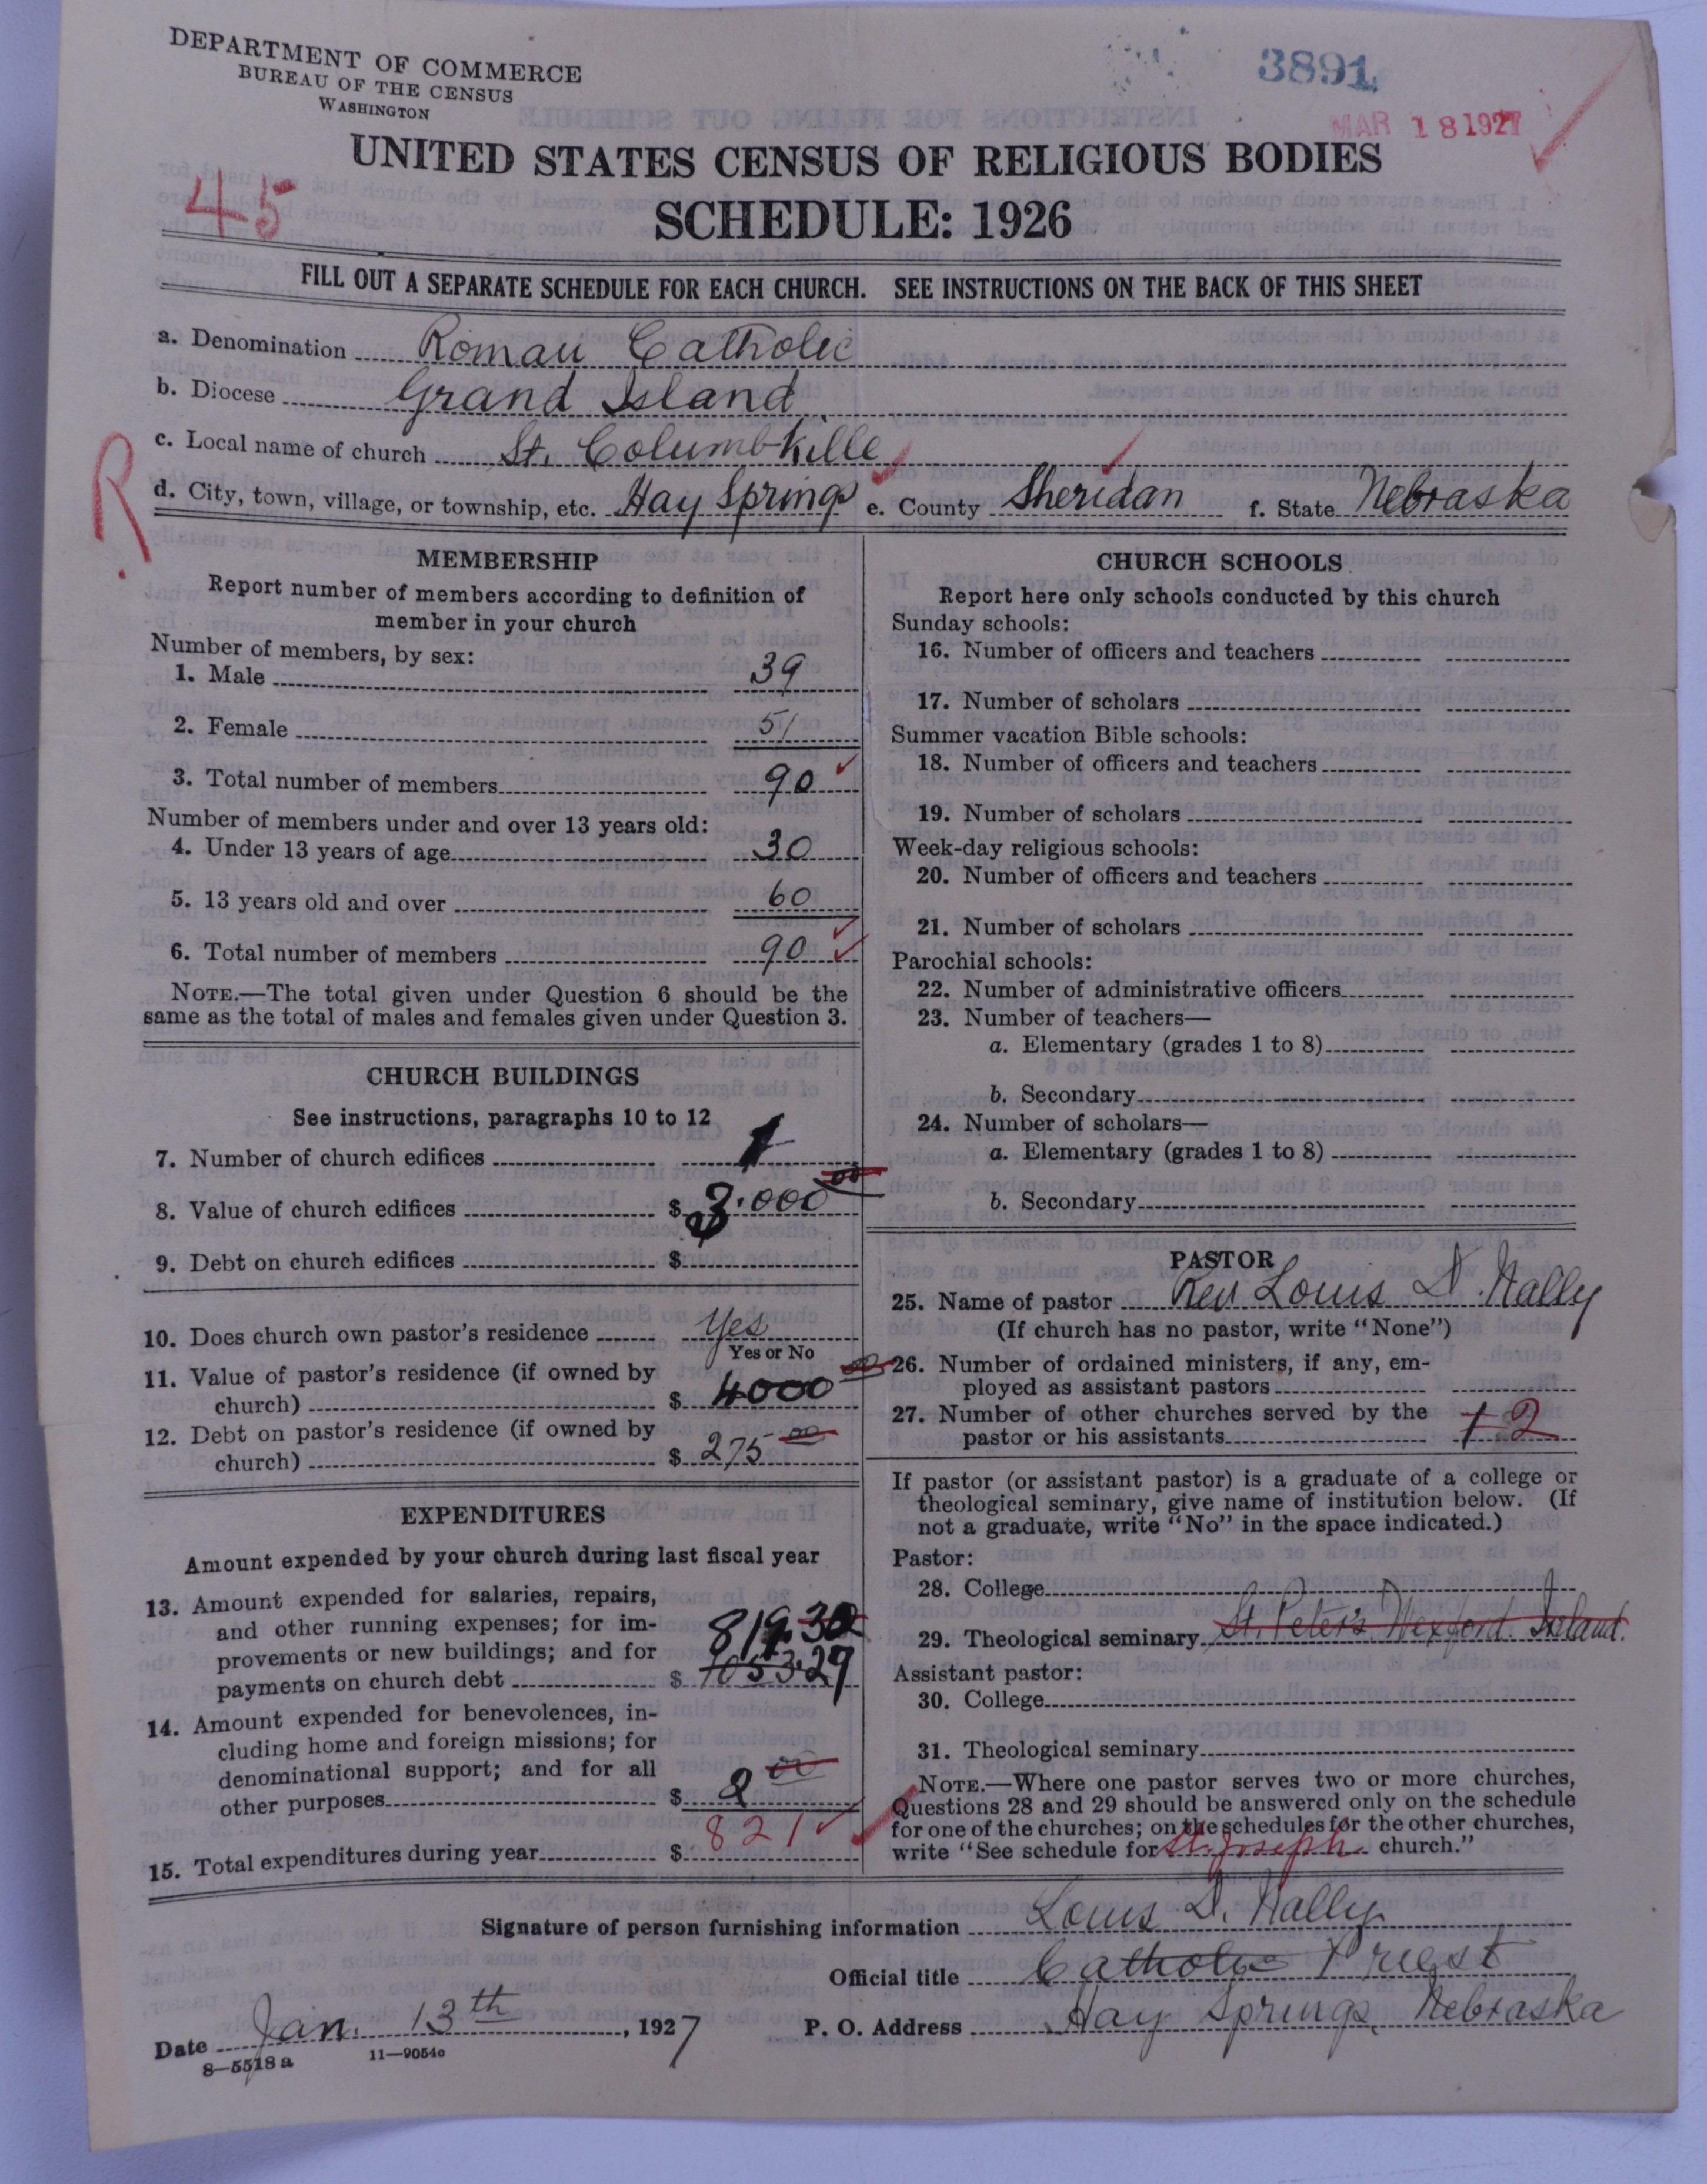 DEPARTMENT OF COMMERCE
BUREAU OF THE CENSUS
WASHINGTON
3891
MAR 18 1927
UNITED STATES CENSUS OF RELIGIOUS BODIES
45
SCHEDULE: 1926
FILL OUT A SEPARATE SCHEDULE FOR EACH CHURCH. SEE INSTRUCTIONS ON THE BACK OF THIS SHEET
a. Denomination Roman Catholic
b. Diocese Grand Island
c. Local name of church St. Columbkille
R
d. City, town, village, or township, etc. Hay Springs e. County Sheridan f. State Nebraska
MEMBERSHIP
Report number of members according to definition of
member in your church
Number of members, by sex:
1. Male 39
2. Female 51
3. Total number of members 90
Number of members under and over 13 years old:
4. Under 13 years of age 30
5. 13 years old and over 60
6. Total number of members 90
NOTE.—The total given under Question 6 should be the
same as the total of males and females given under Question 3.
CHURCH BUILDINGS
See instructions, paragraphs 10 to 12
7. Number of church edifices 1
8. Value of church edifices $ 3.000 00
9. Debt on church edifices $
10. Does church own pastor's residence Yes
Yes or No
11. Value of pastor's residence (if owned by
church) $ 4000 00
12. Debt on pastor's residence (if owned by
church) $ 275 00
EXPENDITURES
Amount expended by your church during last fiscal year
13. Amount expended for salaries, repairs,
and other running expenses; for im-
provements or new buildings; and for 819.30
payments on church debt $ 1053.29
14. Amount expended for benevolences, in-
cluding home and foreign missions; for
denominational support; and for all
other purposes $ 2 00
15. Total expenditures during year $ 821
CHURCH SCHOOLS
Report here only schools conducted by this church
Sunday schools:
16. Number of officers and teachers
17. Number of scholars
Summer vacation Bible schools:
18. Number of officers and teachers
19. Number of scholars
Week-day religious schools:
20. Number of officers and teachers
21. Number of scholars
Parochial schools:
22. Number of administrative officers
23. Number of teachers—
a. Elementary (grades 1 to 8)
b. Secondary
24. Number of scholars—
a. Elementary (grades 1 to 8)
b. Secondary
PASTOR
25. Name of pastor Rev Louis D. Nally
(If church has no pastor, write "None")
26. Number of ordained ministers, if any, em-
ployed as assistant pastors
27. Number of other churches served by the
pastor or his assistants 1 2
If pastor (or assistant pastor) is a graduate of a college or
theological seminary, give name of institution below. (If
not a graduate, write "No" in the space indicated.)
Pastor:
28. College
29. Theological seminary St. Peter's Wexford. Ireland.
Assistant pastor:
30. College
31. Theological seminary
NOTE.—Where one pastor serves two or more churches,
Questions 28 and 29 should be answered only on the schedule
for one of the churches; on the schedules for the other churches,
write "See schedule for St. Joseph church."
Signature of person furnishing information Louis D. Nally
Official title Catholic Priest
Date Jan. 13th, 1927 P. O. Address Hay Springs, Nebraska
8—5518 a 11—9054o